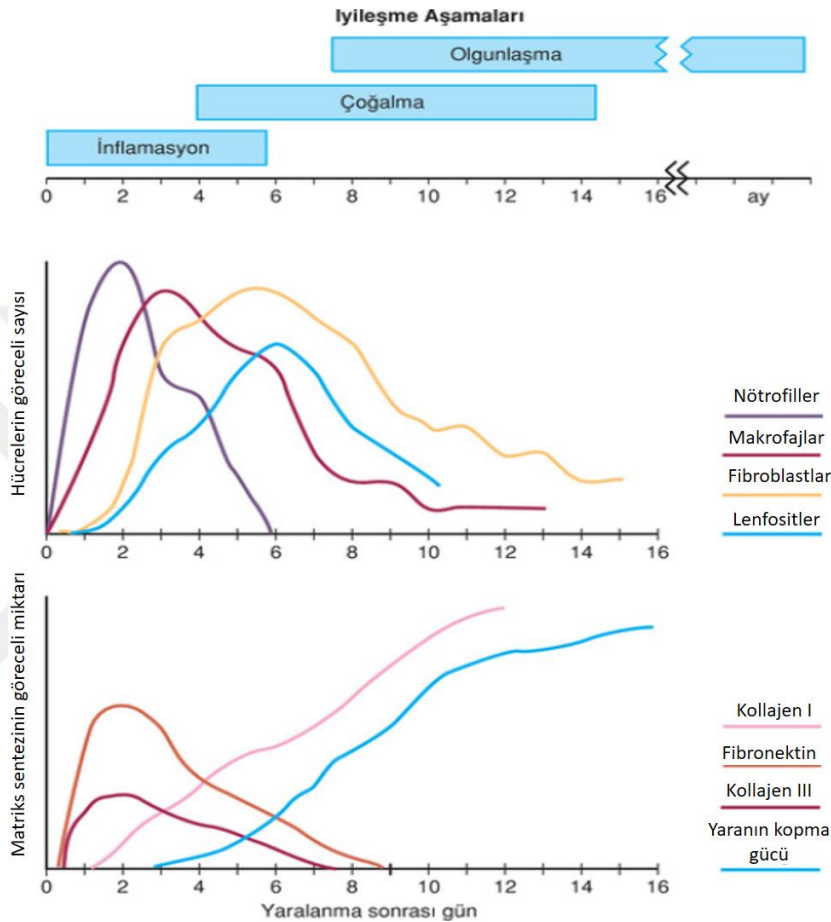 Iyileşme Aşamaları
Olgunlaşma
Çoğalma
İnflamasyon
0 2 4 6 8 10 12 14 16 ay
Hücrelerin göreceli sayısı
Nötrofiller
Makrofajlar
Fibroblastlar
Lenfositler
0 2 4 6 8 10 12 14 16
Matriks sentezinin göreceli miktarı
Kollajen I
Fibronektin
Kollajen III
Yaranın kopma
gücü
0 2 4 6 8 10 12 14 16
Yaralanma sonrası gün